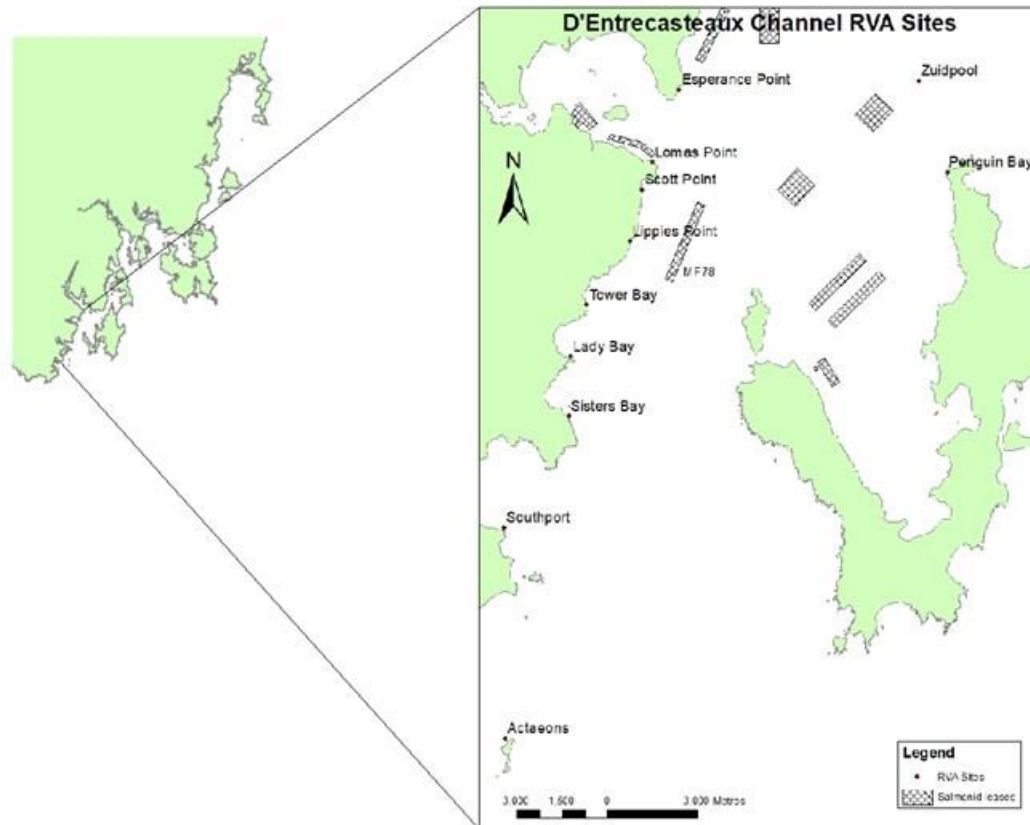 D'Entrecasteaux Channel RVA Sites
Esperance Point
Zuidpool
Lomas Point
Penguin Bay
Scott Point
N
Lippies Point
MF78
Tower Bay
Lady Bay
Sisters Bay
Southport
Actaeons
Legend
RVA Sites
Salmonid leases
3,000 1,500 0 3,000 Metres